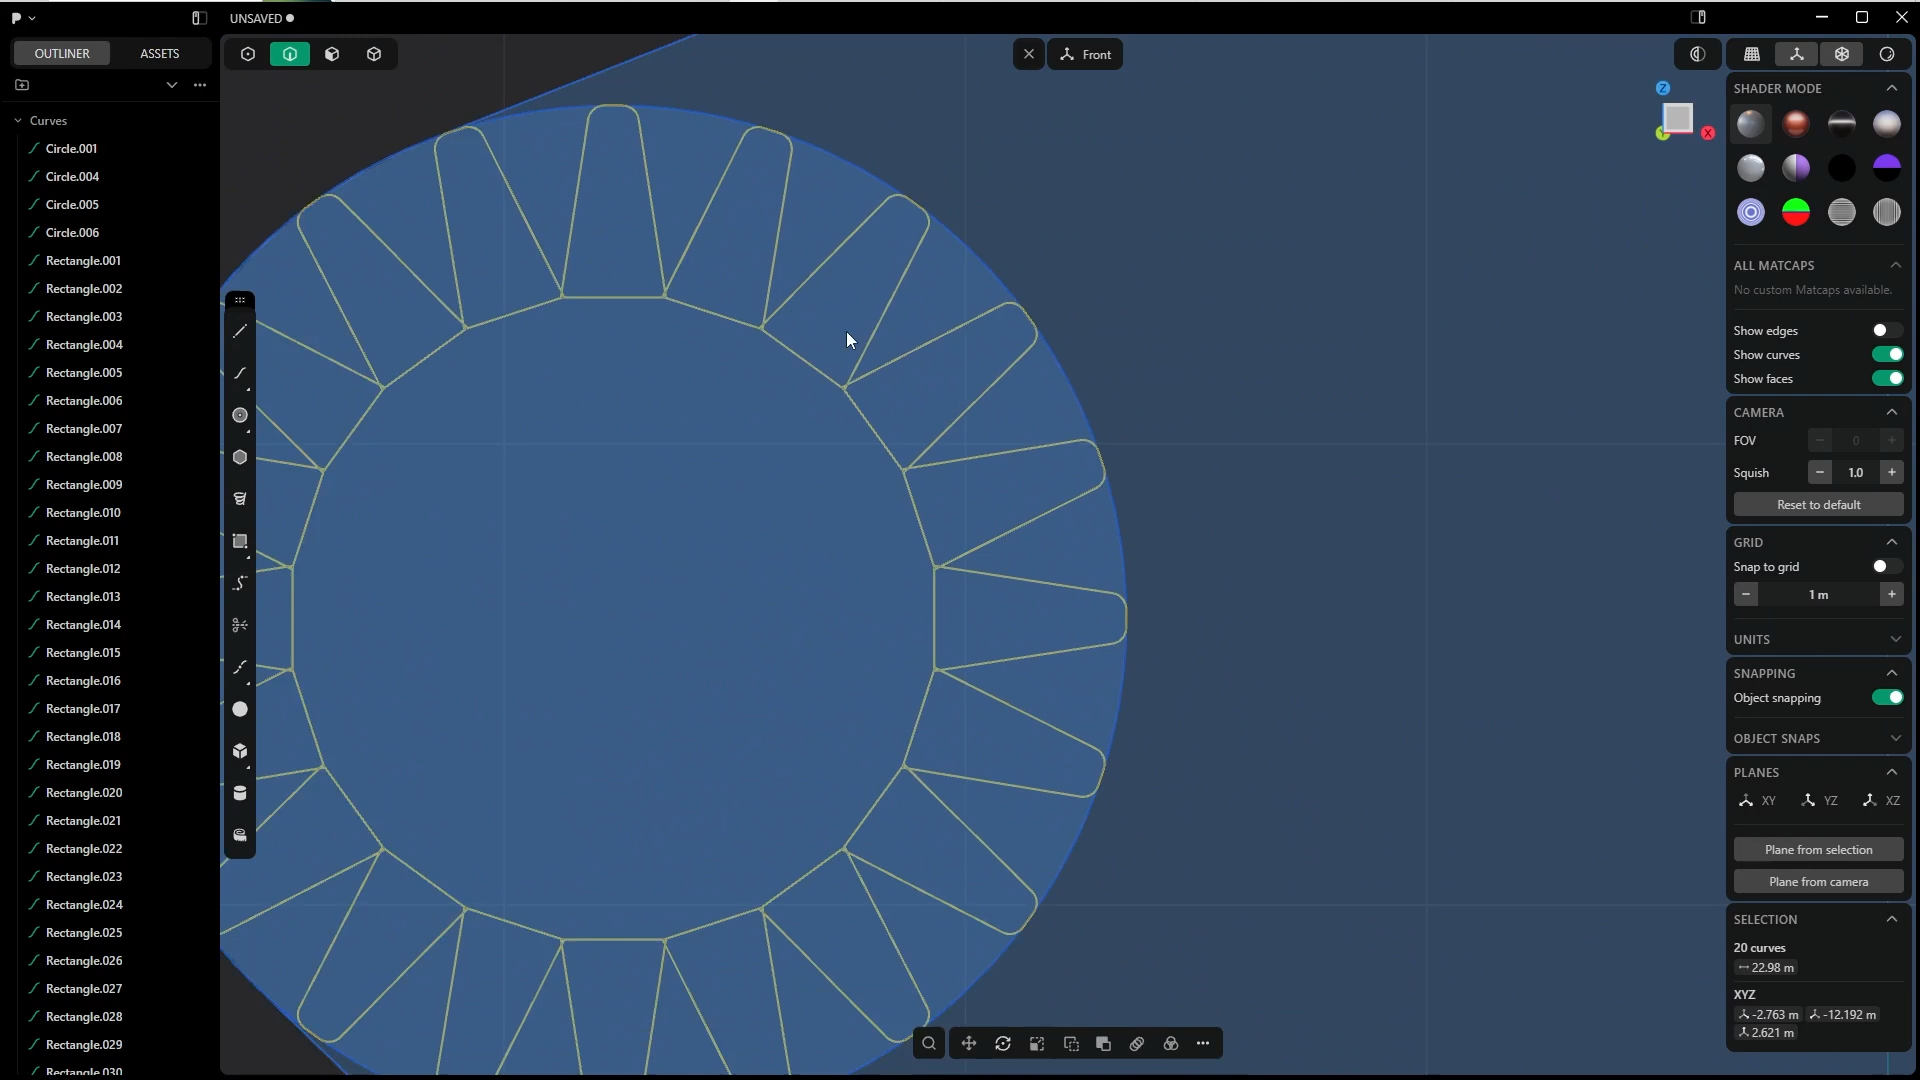 UNSAVED
OUTLINER
ASSETS
Curves
Circle.001
Circle.004
Circle.005
Circle.006
Rectangle.001
Rectangle.002
Rectangle.003
Rectangle.004
Rectangle.005
Rectangle.006
Rectangle.007
Rectangle.008
Rectangle.009
Rectangle.010
Rectangle.011
Rectangle.012
Rectangle.013
Rectangle.014
Rectangle.015
Rectangle.016
Rectangle.017
Rectangle.018
Rectangle.019
Rectangle.020
Rectangle.021
Rectangle.022
Rectangle.023
Rectangle.024
Rectangle.025
Rectangle.026
Rectangle.027
Rectangle.028
Rectangle.029
Rectangle.030
Front
Z
Y
X
SHADER MODE
ALL MATCAPS
No custom Matcaps available.
Show edges
Show curves
Show faces
CAMERA
FOV
0
Squish
1.0
Reset to default
GRID
Snap to grid
1 m
UNITS
SNAPPING
Object snapping
OBJECT SNAPS
PLANES
XY YZ XZ
Plane from selection
Plane from camera
SELECTION
20 curves
22.98 m
XYZ
-2.763 m -12.192 m
2.621 m